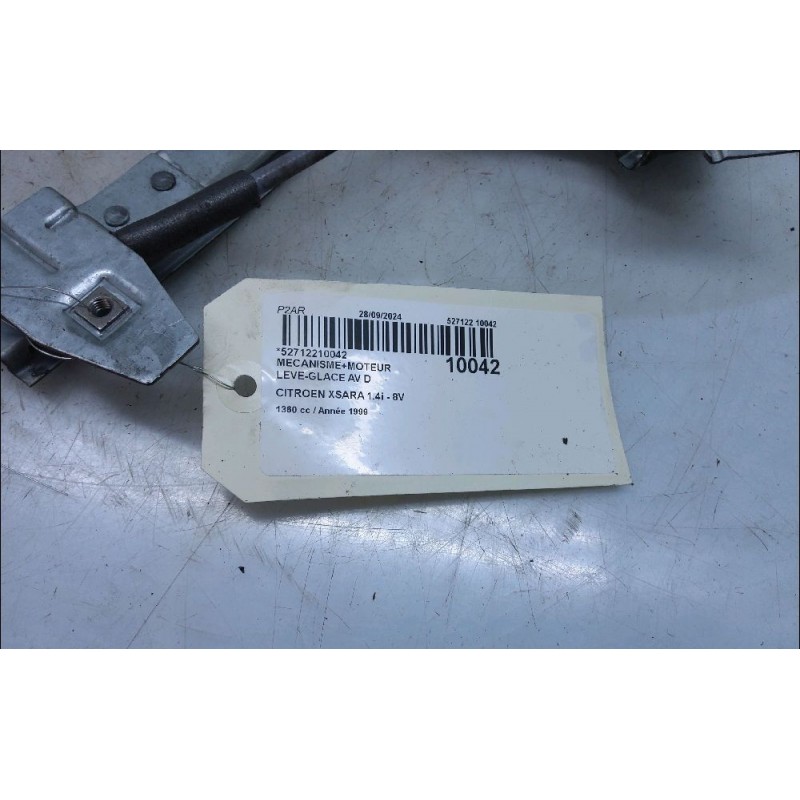 P2AR 28/09/2024 527122 10042
*52712210042
MECANISME+MOTEUR 10042
LEVE-GLACE AV D
CITROEN XSARA 1.4i - 8V
1360 cc / Année 1999